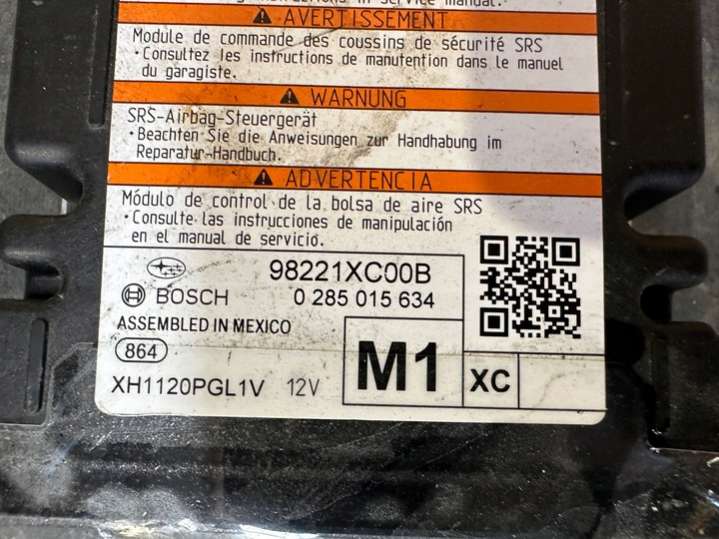 AVERTISSEMENT
Module de commande des coussins de sécurité SRS
・Consultez les instructions de manutention dans le manuel
du garagiste.
WARNUNG
SRS-Airbag-Steuergerät
・Beachten Sie die Anweisungen zur Handhabung im
Reparatur-Handbuch.
ADVERTENCIA
Módulo de control de la bolsa de aire SRS
・Consulte las instrucciones de manipulación
en el manual de servicio.
98221XC00B
BOSCH 0 285 015 634
ASSEMBLED IN MEXICO
864
XH1120PGL1V 12V
M1
XC